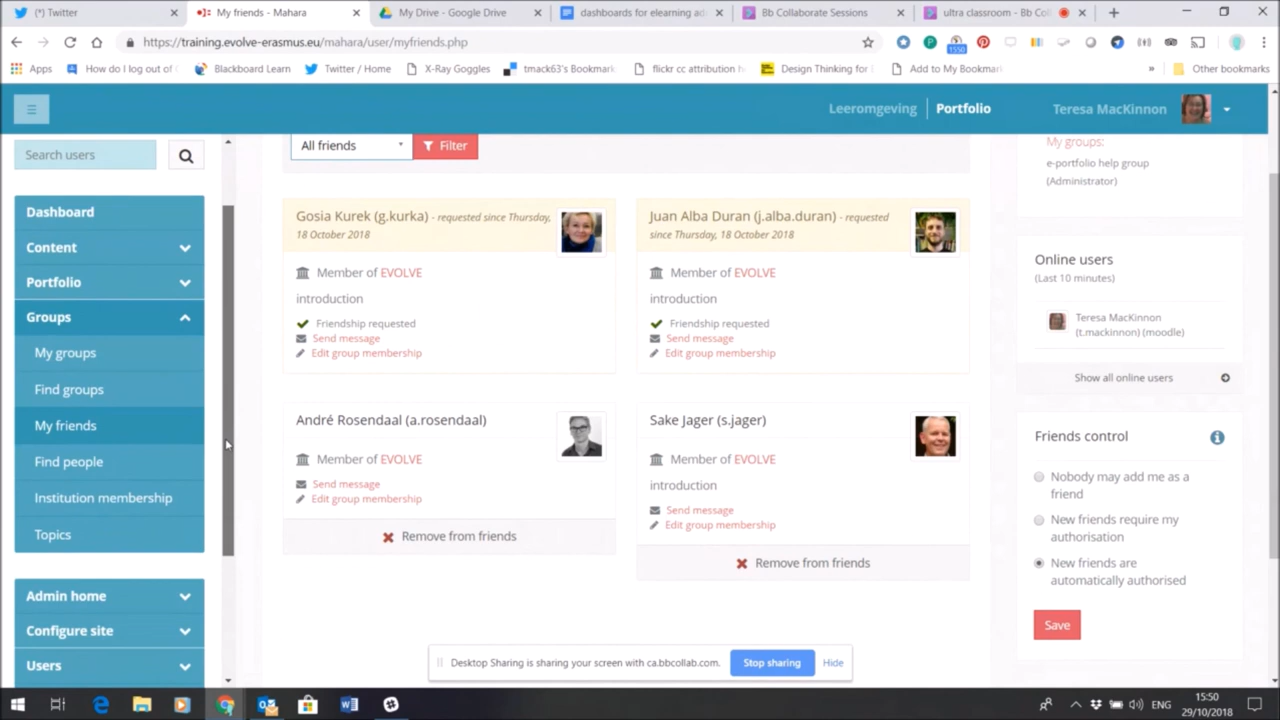 (*) Twitter
My friends - Mahara
My Drive - Google Drive
dashboards for elearning ad
Bb Collaborate Sessions
ultra classroom - Bb Col
https://training.evolve-erasmus.eu/mahara/user/myfriends.php
1550
Apps
How do I log out of
Blackboard Learn
Twitter / Home
X-Ray Goggles
tmack63's Bookmark
flickr cc attribution h
Design Thinking for
Add to My Bookmar
»
Other bookmarks
Leeromgeving
Portfolio
Teresa MacKinnon
Search users
Dashboard
Content
Portfolio
Groups
My groups
Find groups
My friends
Find people
Institution membership
Topics
Admin home
Configure site
Users
All friends
Filter
Gosia Kurek (g.kurka) - requested since Thursday,
18 October 2018
Member of EVOLVE
introduction
Friendship requested
Send message
Edit group membership
Juan Alba Duran (j.alba.duran) - requested
since Thursday, 18 October 2018
Member of EVOLVE
introduction
Friendship requested
Send message
Edit group membership
André Rosendaal (a.rosendaal)
Member of EVOLVE
Send message
Edit group membership
Remove from friends
Sake Jager (s.jager)
Member of EVOLVE
introduction
Send message
Edit group membership
Remove from friends
My groups:
e-portfolio help group
(Administrator)
Online users
(Last 10 minutes)
Teresa MacKinnon
(t.mackinnon) (moodle)
Show all online users
Friends control
Nobody may add me as a
friend
New friends require my
authorisation
New friends are
automatically authorised
Save
Desktop Sharing is sharing your screen with ca.bbcollab.com.
Stop sharing
Hide
ENG
15:50
29/10/2018